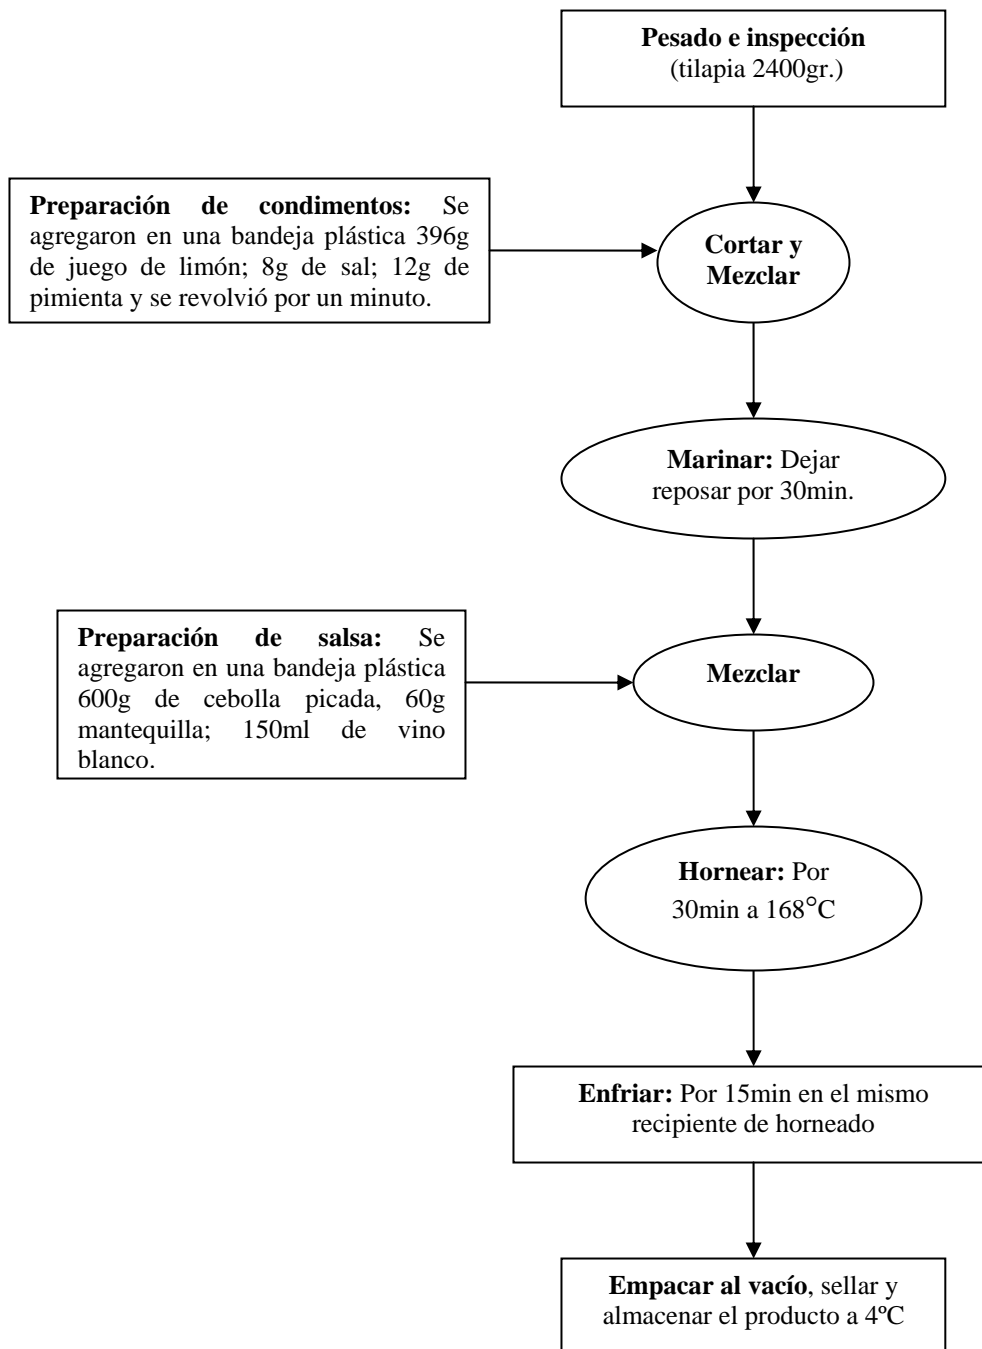 Pesado e inspección
(tilapia 2400gr.)
Preparación de condimentos: Se
agregaron en una bandeja plástica 396g
de juego de limón; 8g de sal; 12g de
pimienta y se revolvió por un minuto.
Cortar y
Mezclar
Marinar: Dejar
reposar por 30min.
Preparación de salsa: Se
agregaron en una bandeja plástica
600g de cebolla picada, 60g
mantequilla; 150ml de vino
blanco.
Mezclar
Hornear: Por
30min a 168°C
Enfriar: Por 15min en el mismo
recipiente de horneado
Empacar al vacío, sellar y
almacenar el producto a 4ºC